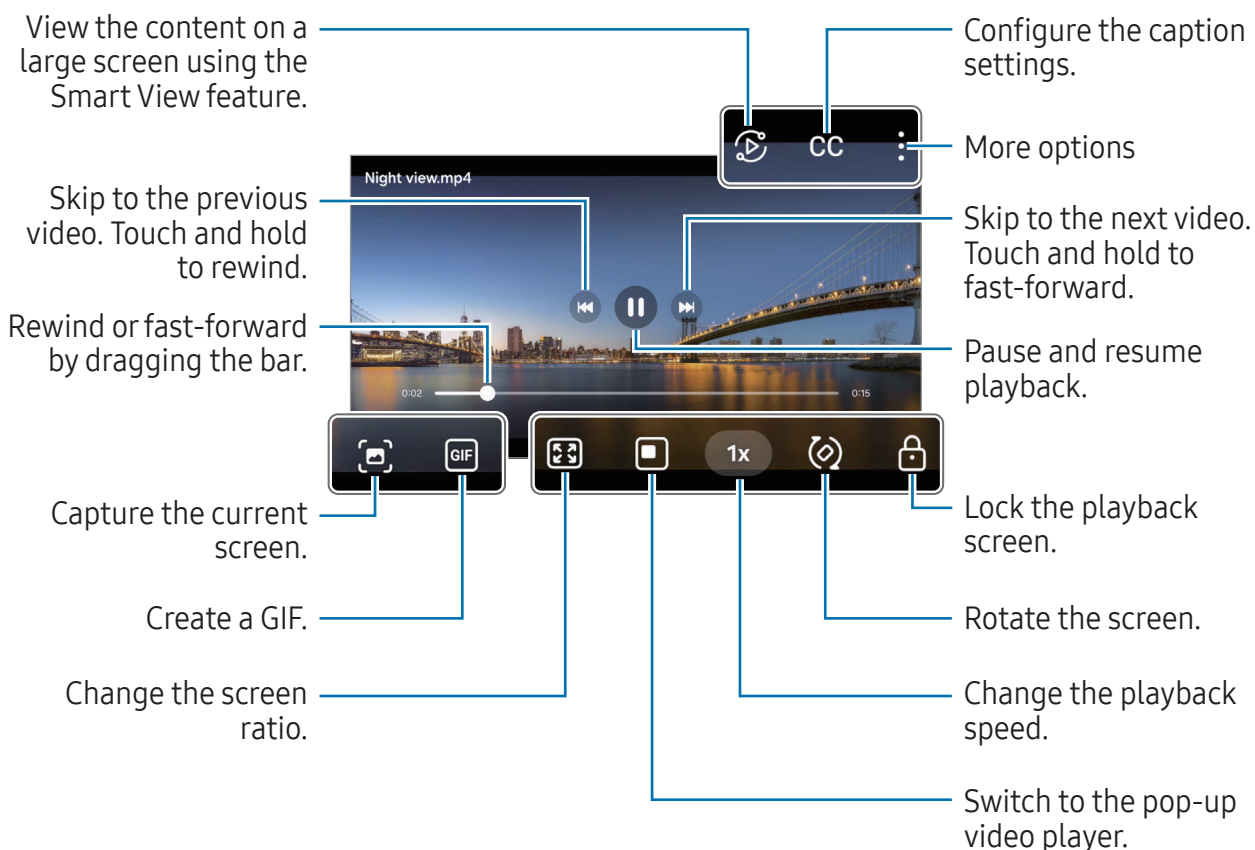 View the content on a
large screen using the
Smart View feature.
Configure the caption
settings.
CC
More options
Night view.mp4
Skip to the previous
video. Touch and hold
to rewind.
Skip to the next video.
Touch and hold to
fast-forward.
Rewind or fast-forward
by dragging the bar.
Pause and resume
playback.
0:02
0:15
GIF
1x
Capture the current
screen.
Lock the playback
screen.
Create a GIF.
Rotate the screen.
Change the screen
ratio.
Change the playback
speed.
Switch to the pop-up
video player.